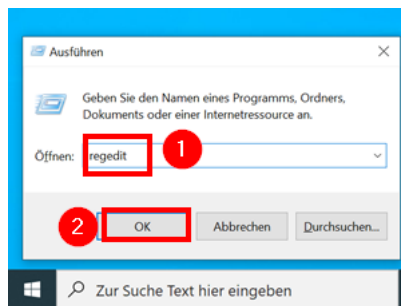 Ausführen
Geben Sie den Namen eines Programms, Ordners,
Dokuments oder einer Internetressource an.
Öffnen: regedit 1
2 OK Abbrechen Durchsuchen...
Zur Suche Text hier eingeben